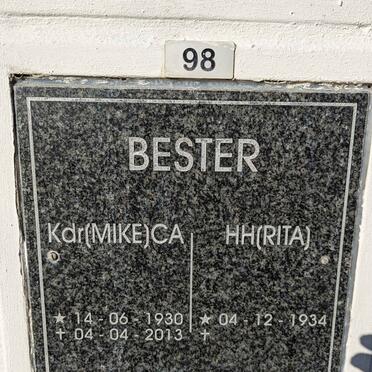 98
BESTER
Kdr(MIKE)CA HH(RITA)
★ 14 - 06 - 1930 ★ 04 - 12 - 1934
✝ 04 - 04 - 2013 ✝